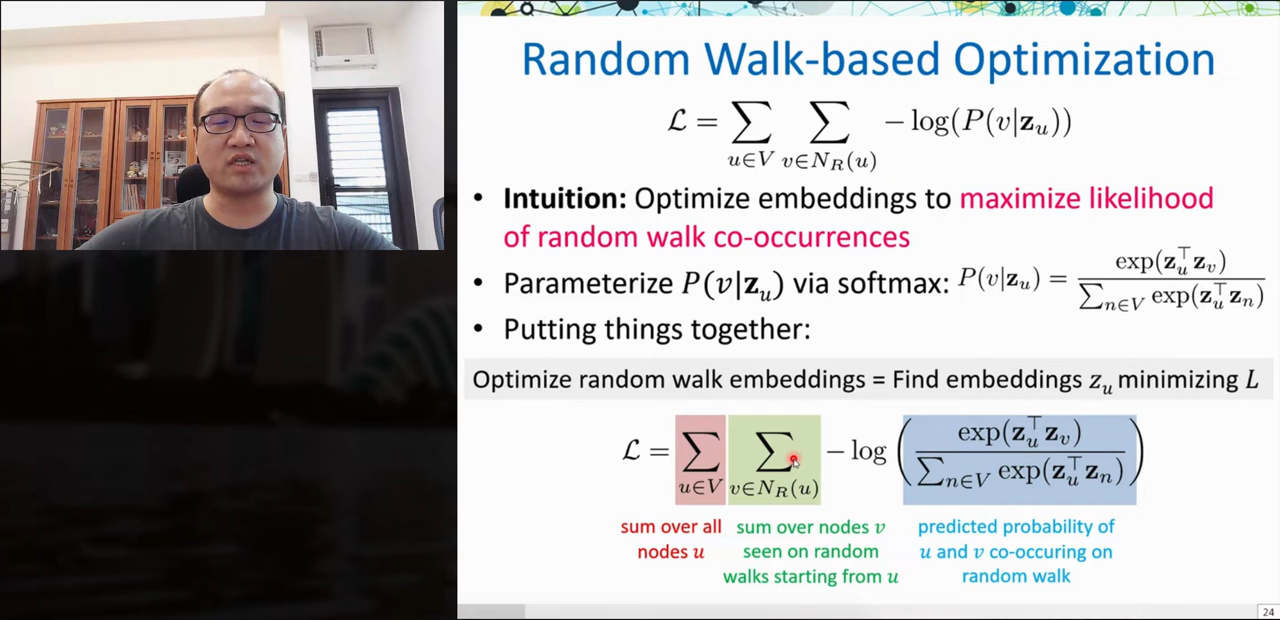 Random Walk-based Optimization
ℒ = ∑_{u∈V} ∑_{v∈N_R(u)} − log(P(v|𝐳_u))
• Intuition: Optimize embeddings to maximize likelihood
of random walk co-occurrences
• Parameterize P(v|𝐳_u) via softmax: P(v|𝐳_u) = exp(𝐳_u^⊤ 𝐳_v) / ∑_{n∈V} exp(𝐳_u^⊤ 𝐳_n)
• Putting things together:
Optimize random walk embeddings = Find embeddings z_u minimizing L
ℒ = ∑_{u∈V} ∑_{v∈N_R(u)} − log( exp(𝐳_u^⊤ 𝐳_v) / ∑_{n∈V} exp(𝐳_u^⊤ 𝐳_n) )
sum over all
nodes u
sum over nodes v
seen on random
walks starting from u
predicted probability of
u and v co-occuring on
random walk
24